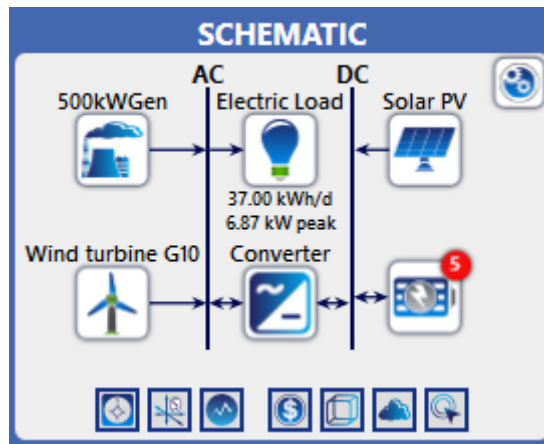 SCHEMATIC
AC DC
500kWGen Electric Load Solar PV
37.00 kWh/d
6.87 kW peak
Wind turbine G10 Converter
5